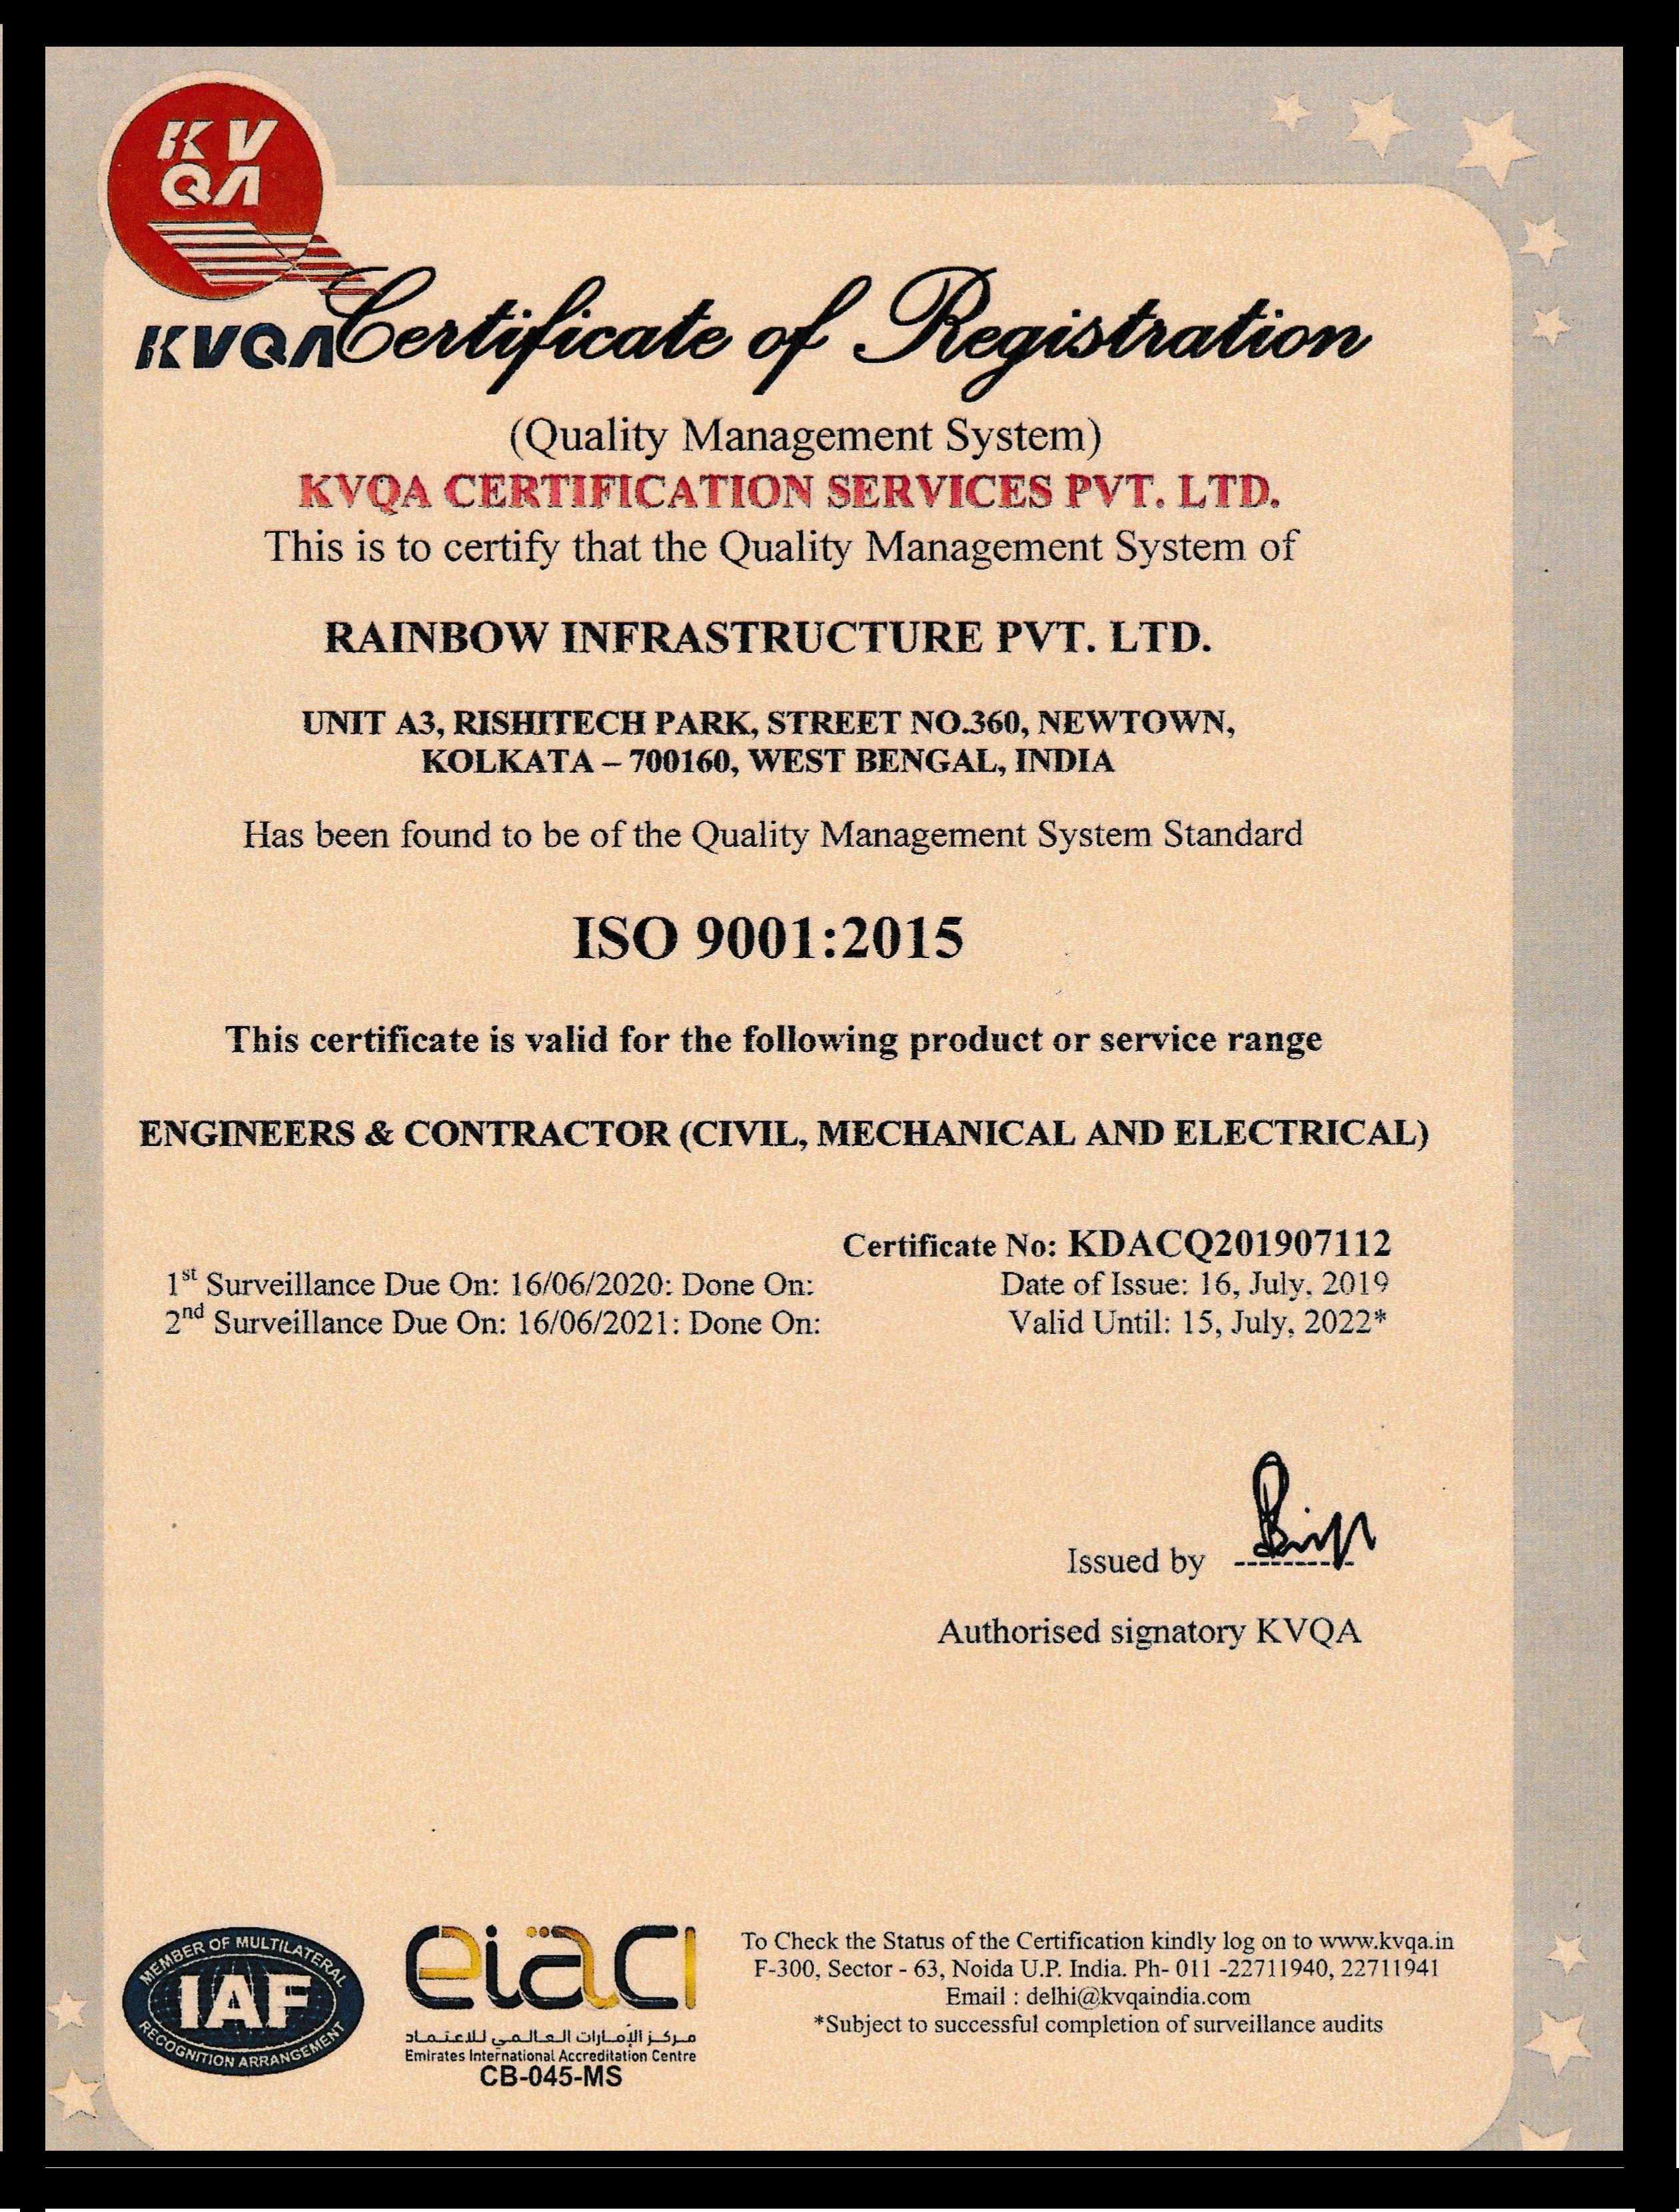 KV
QA
KVQA
Certificate of Registration
(Quality Management System)
KVQA CERTIFICATION SERVICES PVT. LTD.
This is to certify that the Quality Management System of
RAINBOW INFRASTRUCTURE PVT. LTD.
UNIT A3, RISHITECH PARK, STREET NO.360, NEWTOWN,
KOLKATA – 700160, WEST BENGAL, INDIA
Has been found to be of the Quality Management System Standard
ISO 9001:2015
This certificate is valid for the following product or service range
ENGINEERS & CONTRACTOR (CIVIL, MECHANICAL AND ELECTRICAL)
Certificate No: KDACQ201907112
1st Surveillance Due On: 16/06/2020: Done On: Date of Issue: 16, July, 2019
2nd Surveillance Due On: 16/06/2021: Done On: Valid Until: 15, July, 2022*
Issued by
Authorised signatory KVQA
MEMBER OF MULTILATERAL
IAF
RECOGNITION ARRANGEMENT
eiac
مركز الإمارات العالمي للاعتماد
Emirates International Accreditation Centre
CB-045-MS
To Check the Status of the Certification kindly log on to www.kvqa.in
F-300, Sector - 63, Noida U.P. India. Ph- 011 -22711940, 22711941
Email : delhi@kvqaindia.com
*Subject to successful completion of surveillance audits